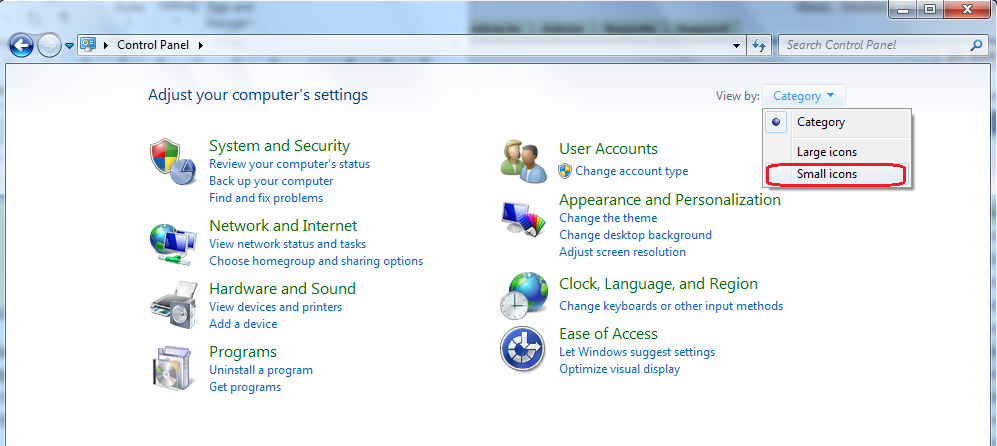 Control Panel
Search Control Panel
Adjust your computer's settings
View by: Category
Category
Large icons
Small icons
System and Security
Review your computer's status
Back up your computer
Find and fix problems
Network and Internet
View network status and tasks
Choose homegroup and sharing options
Hardware and Sound
View devices and printers
Add a device
Programs
Uninstall a program
Get programs
User Accounts
Change account type
Appearance and Personalization
Change the theme
Change desktop background
Adjust screen resolution
Clock, Language, and Region
Change keyboards or other input methods
Ease of Access
Let Windows suggest settings
Optimize visual display